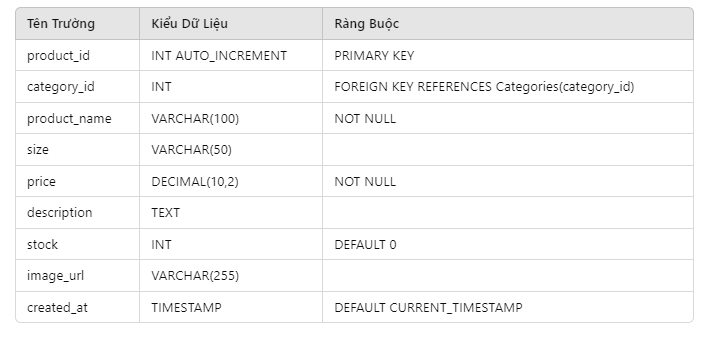 Tên Trường Kiểu Dữ Liệu Ràng Buộc
product_id INT AUTO_INCREMENT PRIMARY KEY
category_id INT FOREIGN KEY REFERENCES Categories(category_id)
product_name VARCHAR(100) NOT NULL
size VARCHAR(50)
price DECIMAL(10,2) NOT NULL
description TEXT
stock INT DEFAULT 0
image_url VARCHAR(255)
created_at TIMESTAMP DEFAULT CURRENT_TIMESTAMP